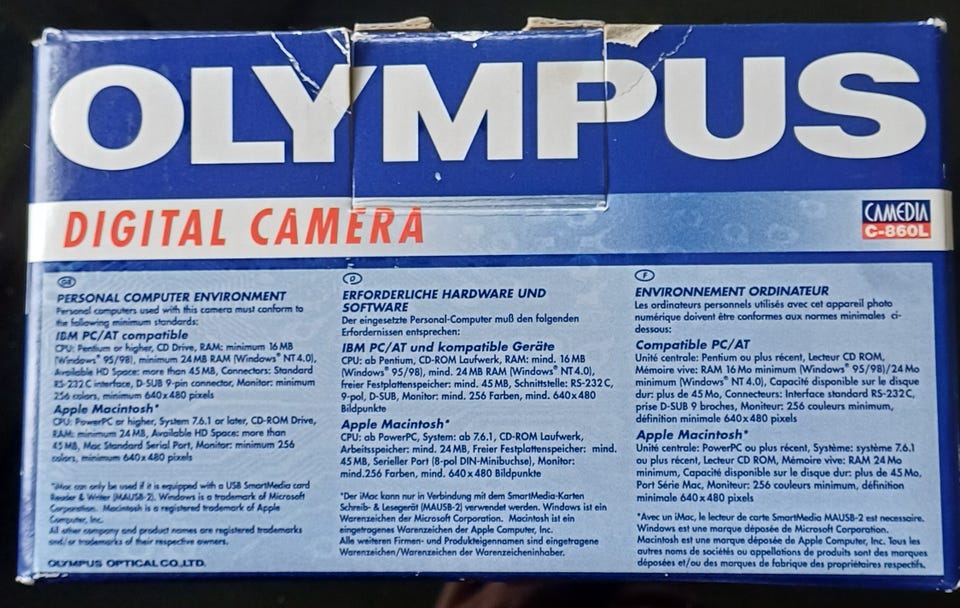 OLYMPUS
DIGITAL CAMERA
CAMEDIA
C-860L
GB
PERSONAL COMPUTER ENVIRONMENT
Personal computers used with this camera must conform to
the following minimum standards:
IBM PC/AT compatible
CPU: Pentium or higher, CD Drive, RAM: minimum 16 MB
(Windows® 95/98), minimum 24 MB RAM (Windows® NT 4.0),
Available HD Space: more than 45 MB, Connectors: Standard
RS-232 C interface, D-SUB 9-pin connector, Monitor: minimum
256 colors, minimum 640 x 480 pixels
Apple Macintosh*
CPU: PowerPC or higher, System 7.6.1 or later, CD-ROM Drive,
RAM: minimum 24 MB, Available HD Space: more than
45 MB, Mac Standard Serial Port, Monitor: minimum 256
colors, minimum 640 x 480 pixels
*iMac can only be used if it is equipped with a USB SmartMedia card
Reader & Writer (MAUSB-2). Windows is a trademark of Microsoft
Corporation. Macintosh is a registered trademark of Apple
Computer, Inc.
All other company and product names are registered trademarks
and/or trademarks of their respective owners.
OLYMPUS OPTICAL CO.,LTD.
D
ERFORDERLICHE HARDWARE UND
SOFTWARE
Der eingesetzte Personal-Computer muß den folgenden
Erfordernissen entsprechen:
IBM PC/AT und kompatible Geräte
CPU: ab Pentium, CD-ROM Laufwerk, RAM: mind. 16 MB
(Windows® 95/98), mind. 24 MB RAM (Windows® NT 4.0),
freier Festplattenspeicher: mind. 45 MB, Schnittstelle: RS-232 C,
9-pol, D-SUB, Monitor: mind. 256 Farben, mind. 640 x 480
Bildpunkte
Apple Macintosh*
CPU: ab PowerPC, System: ab 7.6.1, CD-ROM Laufwerk,
Arbeitsspeicher: mind. 24 MB, Freier Festplattenspeicher: mind.
45 MB, Serieller Port (8-pol DIN-Minibuchse), Monitor:
mind.256 Farben, mind. 640 x 480 Bildpunkte
*Der iMac kann nur in Verbindung mit dem SmartMedia-Karten
Schreib- & Lesegerät (MAUSB-2) verwendet werden. Windows ist ein
Warenzeichen der Microsoft Corporation. Macintosh ist ein
eingetragenes Warenzeichen der Apple Computer, Inc.
Alle weiteren Firmen- und Produkteigennamen sind eingetragene
Warenzeichen/Warenzeichen der Warenzeicheninhaber.
F
ENVIRONNEMENT ORDINATEUR
Les ordinateurs personnels utilisés avec cet appareil photo
numérique doivent être conformes aux normes minimales ci-
dessous:
Compatible PC/AT
Unité centrale: Pentium ou plus récent, Lecteur CD ROM,
Mémoire vive: RAM 16 Mo minimum (Windows® 95/98)/24 Mo
minimum (Windows® NT 4.0), Capacité disponible sur le disque
dur: plus de 45 Mo, Connecteurs: Interface standard RS-232 C,
prise D-SUB 9 broches, Moniteur: 256 couleurs minimum,
définition minimale 640 x 480 pixels
Apple Macintosh*
Unité centrale: PowerPC ou plus récent, Système: système 7.6.1
ou plus récent, Lecteur CD ROM, Mémoire vive: RAM 24 Mo
minimum, Capacité disponible sur le disque dur: plus de 45 Mo,
Port Série Mac, Moniteur: 256 couleurs minimum, définition
minimale 640 x 480 pixels
*Avec un iMac, le lecteur de carte SmartMedia MAUSB-2 est necessaire.
Windows est une marque déposée de Microsoft Corporation.
Macintosh est une marque déposée de Apple Computer, Inc. Tous les
autres noms de sociétés ou appellations de produits sont des marques
déposées et/ou des marques de fabrique des propriétaires respectifs.